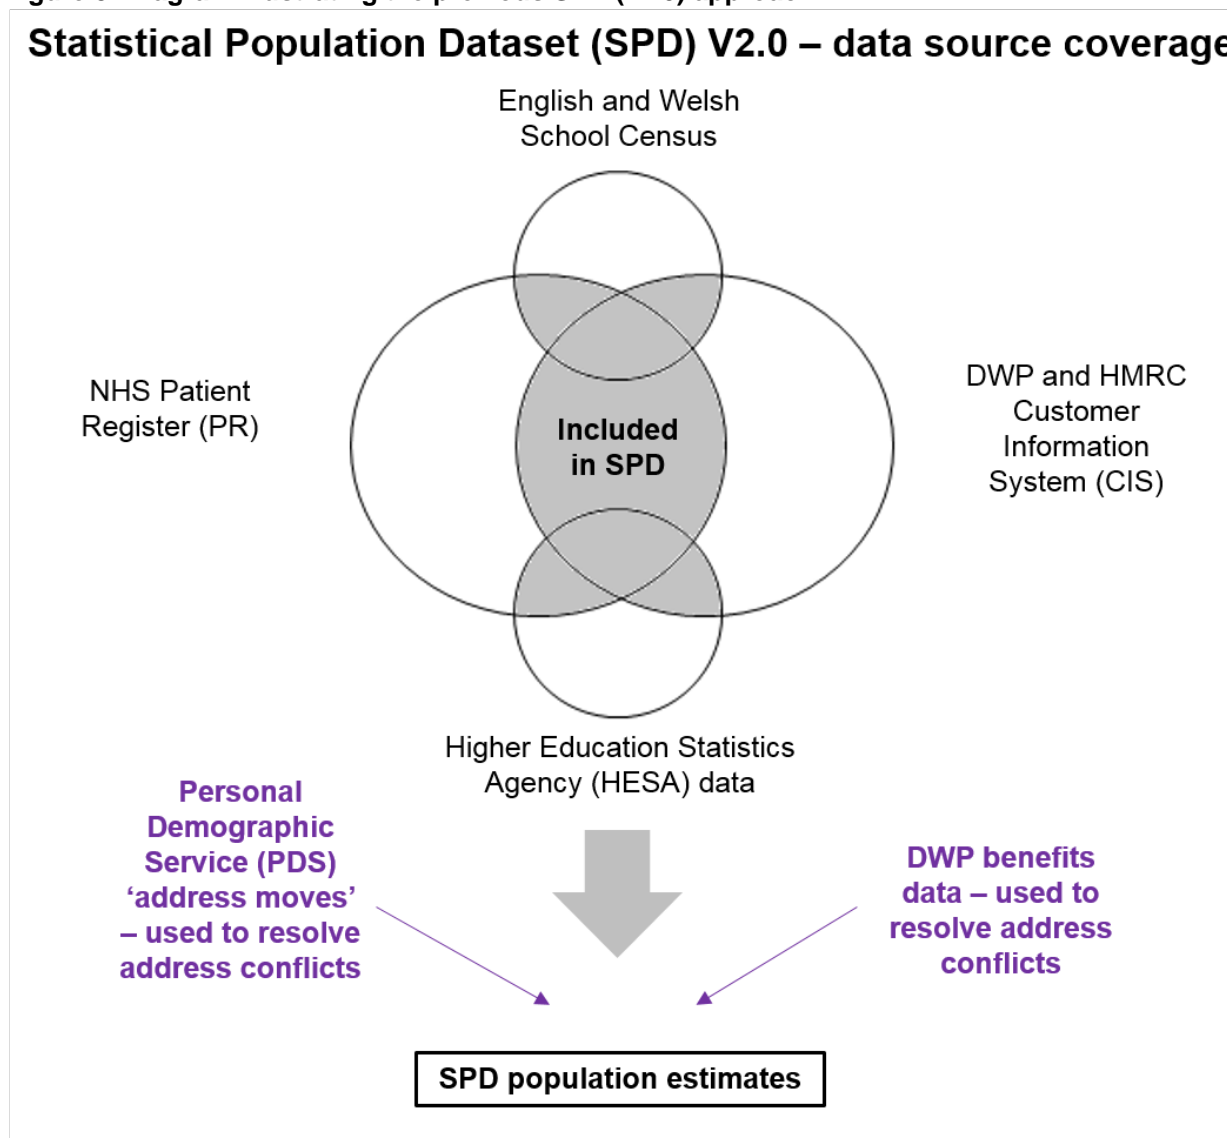 Statistical Population Dataset (SPD) V2.0 – data source coverage
English and Welsh
School Census
NHS Patient
Register (PR)
DWP and HMRC
Customer
Information
System (CIS)
Included
in SPD
Higher Education Statistics
Agency (HESA) data
Personal
Demographic
Service (PDS)
‘address moves’
– used to resolve
address conflicts
DWP benefits
data – used to
resolve address
conflicts
SPD population estimates